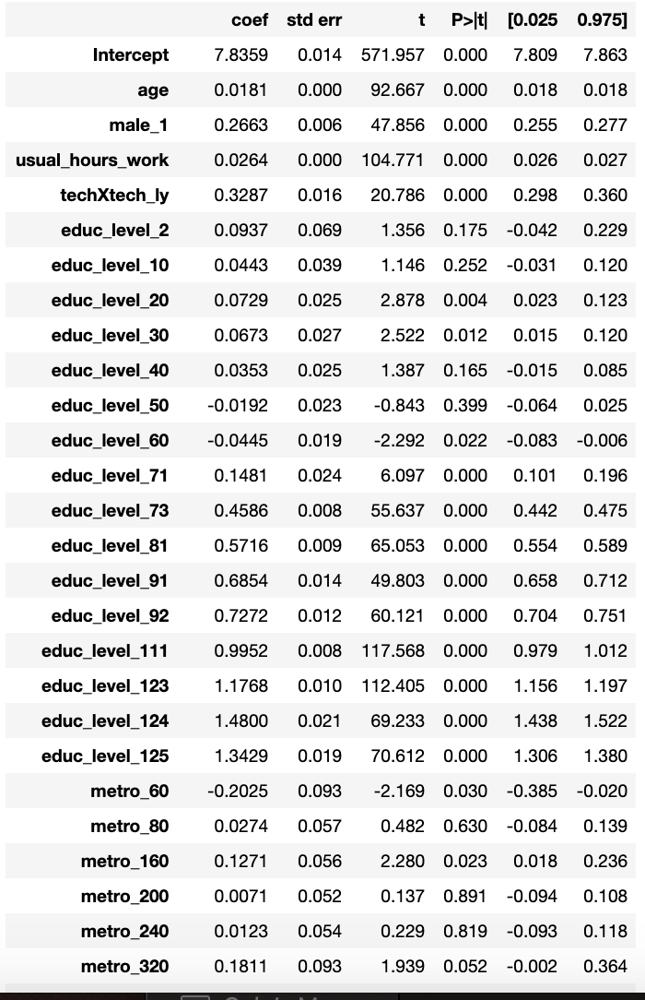 coef std err t P>|t| [0.025 0.975]
Intercept 7.8359 0.014 571.957 0.000 7.809 7.863
age 0.0181 0.000 92.667 0.000 0.018 0.018
male_1 0.2663 0.006 47.856 0.000 0.255 0.277
usual_hours_work 0.0264 0.000 104.771 0.000 0.026 0.027
techXtech_ly 0.3287 0.016 20.786 0.000 0.298 0.360
educ_level_2 0.0937 0.069 1.356 0.175 -0.042 0.229
educ_level_10 0.0443 0.039 1.146 0.252 -0.031 0.120
educ_level_20 0.0729 0.025 2.878 0.004 0.023 0.123
educ_level_30 0.0673 0.027 2.522 0.012 0.015 0.120
educ_level_40 0.0353 0.025 1.387 0.165 -0.015 0.085
educ_level_50 -0.0192 0.023 -0.843 0.399 -0.064 0.025
educ_level_60 -0.0445 0.019 -2.292 0.022 -0.083 -0.006
educ_level_71 0.1481 0.024 6.097 0.000 0.101 0.196
educ_level_73 0.4586 0.008 55.637 0.000 0.442 0.475
educ_level_81 0.5716 0.009 65.053 0.000 0.554 0.589
educ_level_91 0.6854 0.014 49.803 0.000 0.658 0.712
educ_level_92 0.7272 0.012 60.121 0.000 0.704 0.751
educ_level_111 0.9952 0.008 117.568 0.000 0.979 1.012
educ_level_123 1.1768 0.010 112.405 0.000 1.156 1.197
educ_level_124 1.4800 0.021 69.233 0.000 1.438 1.522
educ_level_125 1.3429 0.019 70.612 0.000 1.306 1.380
metro_60 -0.2025 0.093 -2.169 0.030 -0.385 -0.020
metro_80 0.0274 0.057 0.482 0.630 -0.084 0.139
metro_160 0.1271 0.056 2.280 0.023 0.018 0.236
metro_200 0.0071 0.052 0.137 0.891 -0.094 0.108
metro_240 0.0123 0.054 0.229 0.819 -0.093 0.118
metro_320 0.1811 0.093 1.939 0.052 -0.002 0.364